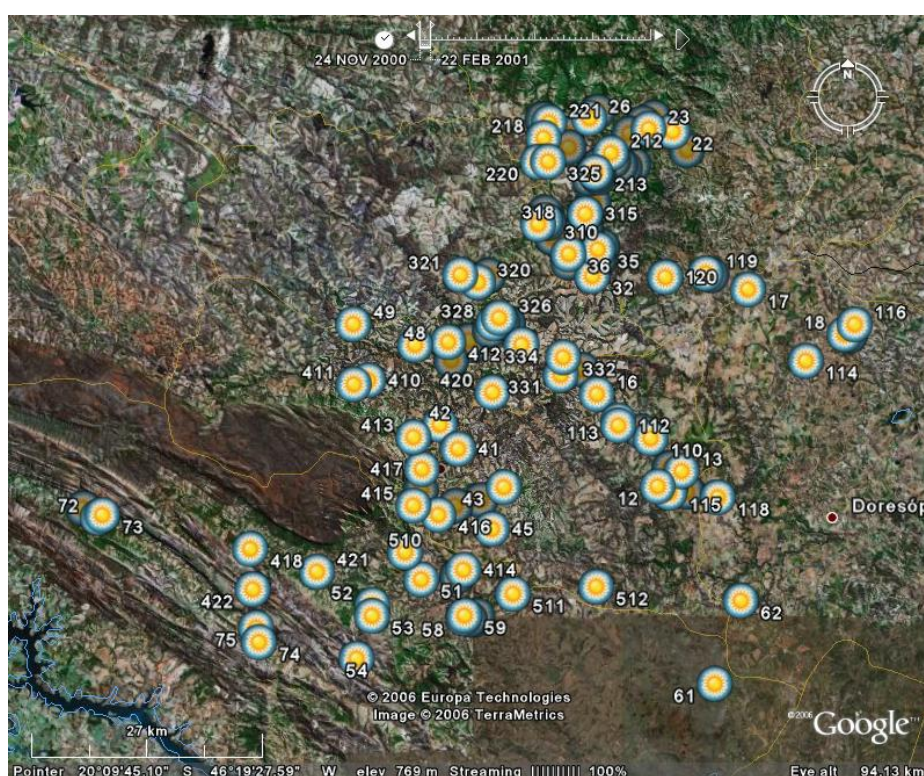 24 NOV 2000 22 FEB 2001
N
221 26 23
218 212 22
220 325 213
318 315
310 35
321 320 36 32 120 119
17
49 328 326 18 116
48 412 334 114
411 410 420 332
331 16
42 113 112
413 41
417 110 13
415 43 12 115 118
72 73 416 45 Doresóp
510
418 421 414
422 52 51 511 512
53 58 59 62
75 74
54
61
© 2006 Europa Technologies
Image © 2006 TerraMetrics
©2006 Google™
27 km
Pointer 20°09'45.10" S 46°19'27.59" W elev 769 m Streaming |||||||||| 100% Eye alt 94.13 km